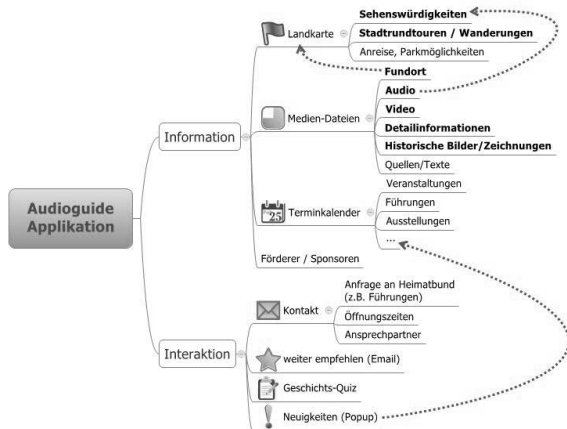 Audioguide
Applikation
Information
Landkarte
Sehenswürdigkeiten
Stadtrundtouren / Wanderungen
Anreise, Parkmöglichkeiten
Medien-Dateien
Fundort
Audio
Video
Detailinformationen
Historische Bilder/Zeichnungen
Quellen/Texte
25
Terminkalender
Veranstaltungen
Führungen
Ausstellungen
...
Förderer / Sponsoren
Interaktion
Kontakt
Anfrage an Heimatbund
(z.B. Führungen)
Öffnungszeiten
Ansprechpartner
weiter empfehlen (Email)
Geschichts-Quiz
Neuigkeiten (Popup)